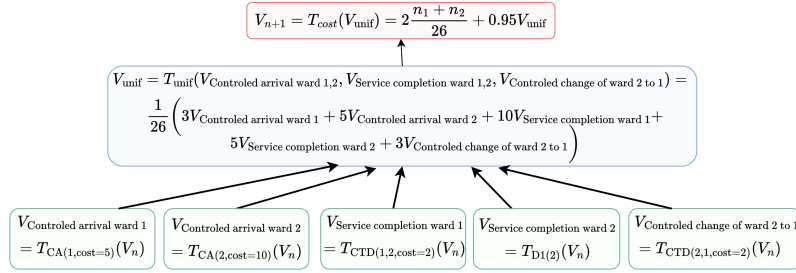 V_{n+1} = T_{cost}(V_{unif}) = 2\frac{n_1 + n_2}{26} + 0.95V_{unif}
V_{unif} = T_{unif}(V_{Controled arrival ward 1,2}, V_{Service completion ward 1,2}, V_{Controled change of ward 2 to 1}) =
\frac{1}{26}(3V_{Controled arrival ward 1} + 5V_{Controled arrival ward 2} + 10V_{Service completion ward 1} +
5V_{Service completion ward 2} + 3V_{Controled change of ward 2 to 1})
V_{Controled arrival ward 1}
= T_{CA(1,cost=5)}(V_n)
V_{Controled arrival ward 2}
= T_{CA(2,cost=10)}(V_n)
V_{Service completion ward 1}
= T_{CTD(1,2,cost=2)}(V_n)
V_{Service completion ward 2}
= T_{D1(2)}(V_n)
V_{Controled change of ward 2 to 1}
= T_{CTD(2,1,cost=2)}(V_n)